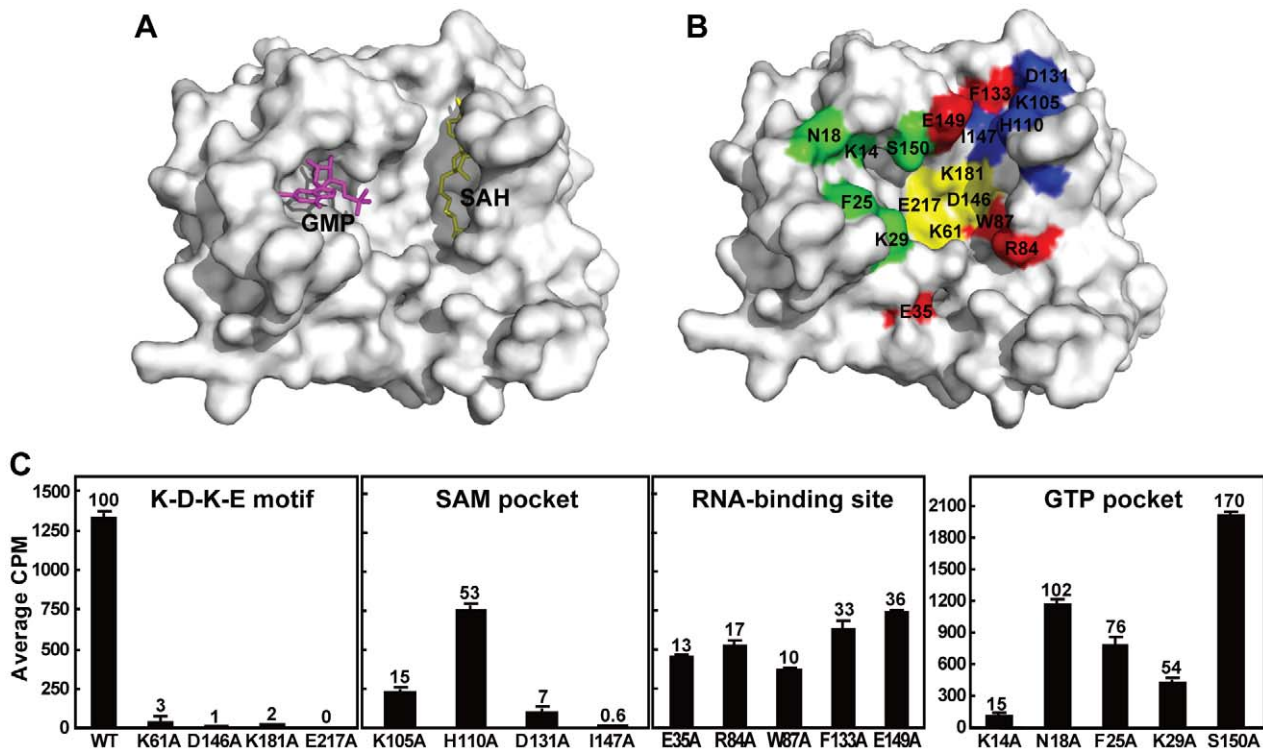 A
GMP
SAH
B
D131
F133
K105
E149
H110
I147
N18
K14
S150
K181
F25
E217
D146
W87
K29
K61
R84
E35
C
K-D-K-E motif
SAM pocket
RNA-binding site
GTP pocket
Average CPM
1500
1250
1000
750
500
250
0
100
3
1
2
0
WT K61A D146A K181A E217A
15
53
7
0.6
K105A H110A D131A I147A
13
17
10
33
36
E35A R84A W87A F133A E149A
2100
1800
1500
1200
900
600
300
0
15
102
76
54
170
K14A N18A F25A K29A S150A